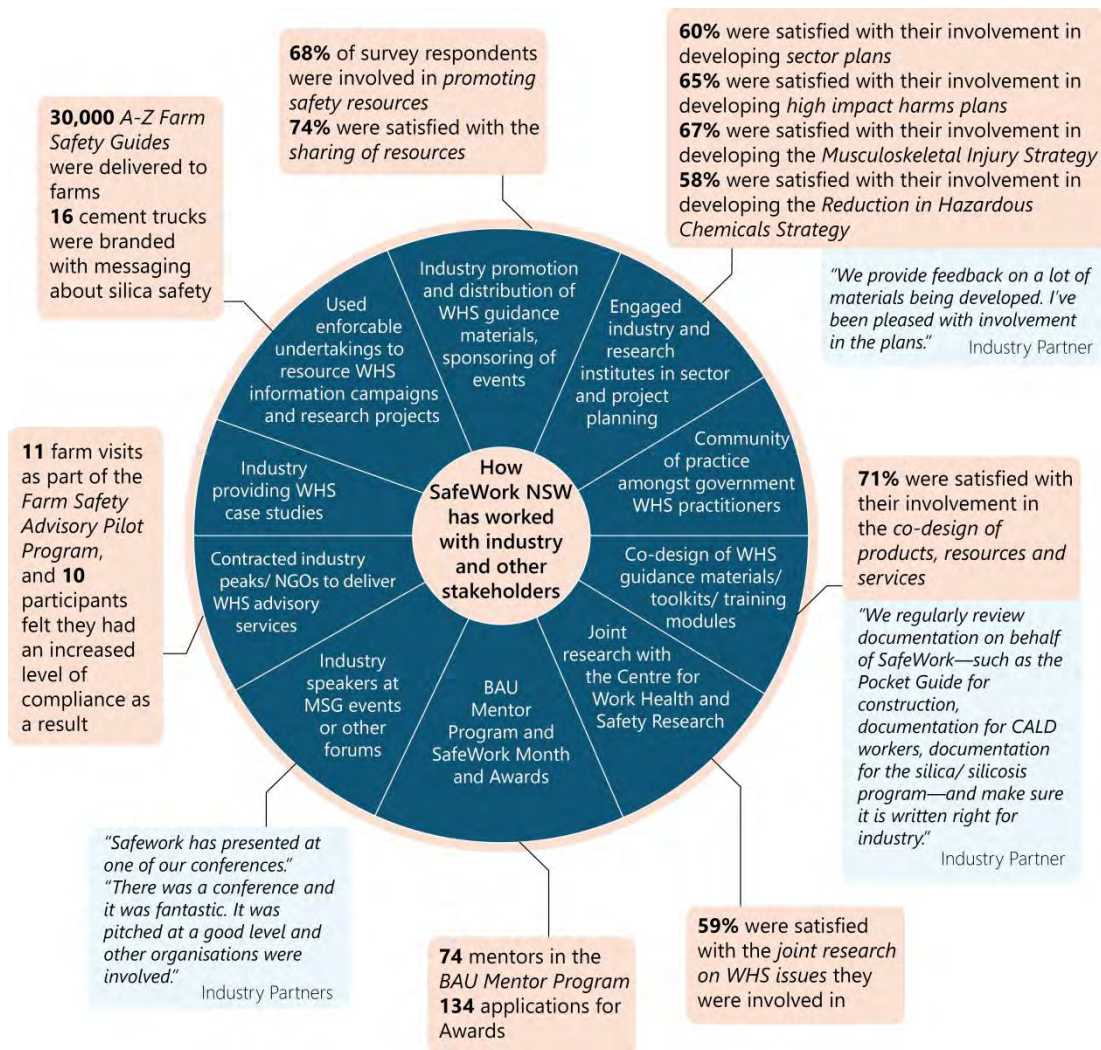 68% of survey respondents
were involved in promoting
safety resources
74% were satisfied with the
sharing of resources
60% were satisfied with their involvement in
developing sector plans
65% were satisfied with their involvement in
developing high impact harms plans
67% were satisfied with their involvement in
developing the Musculoskeletal Injury Strategy
58% were satisfied with their involvement in
developing the Reduction in Hazardous
Chemicals Strategy
"We provide feedback on a lot of
materials being developed. I've
been pleased with involvement
in the plans."
Industry Partner
30,000 A-Z Farm
Safety Guides
were delivered to
farms
16 cement trucks
were branded
with messaging
about silica safety
Industry promotion
and distribution of
WHS guidance
materials,
sponsoring of
events
Engaged
industry and
research
institutes in sector
and project
planning
Used
enforcable
undertakings to
resource WHS
information campaigns
and research projects
Community
of practice
amongst government
WHS practitioners
Industry
providing WHS
case studies
How
SafeWork NSW
has worked
with industry
and other
stakeholders
Co-design of WHS
guidance materials/
toolkits/ training
modules
Contracted industry
peaks/ NGOs to deliver
WHS advisory
services
Joint
research with
the Centre for
Work Health and
Safety Research
Industry
speakers at
MSG events
or other
forums
BAU
Mentor
Program and
SafeWork Month
and Awards
11 farm visits
as part of the
Farm Safety
Advisory Pilot
Program,
and 10
participants
felt they had
an increased
level of
compliance as
a result
71% were satisfied with
their involvement in
the co-design of
products, resources and
services
"We regularly review
documentation on behalf
of SafeWork—such as the
Pocket Guide for
construction,
documentation for CALD
workers, documentation
for the silica/ silicosis
program—and make sure
it is written right for
industry."
Industry Partner
"Safework has presented at
one of our conferences."
"There was a conference and
it was fantastic. It was
pitched at a good level and
other organisations were
involved."
Industry Partners
74 mentors in the
BAU Mentor Program
134 applications for
Awards
59% were satisfied
with the joint research
on WHS issues they
were involved in